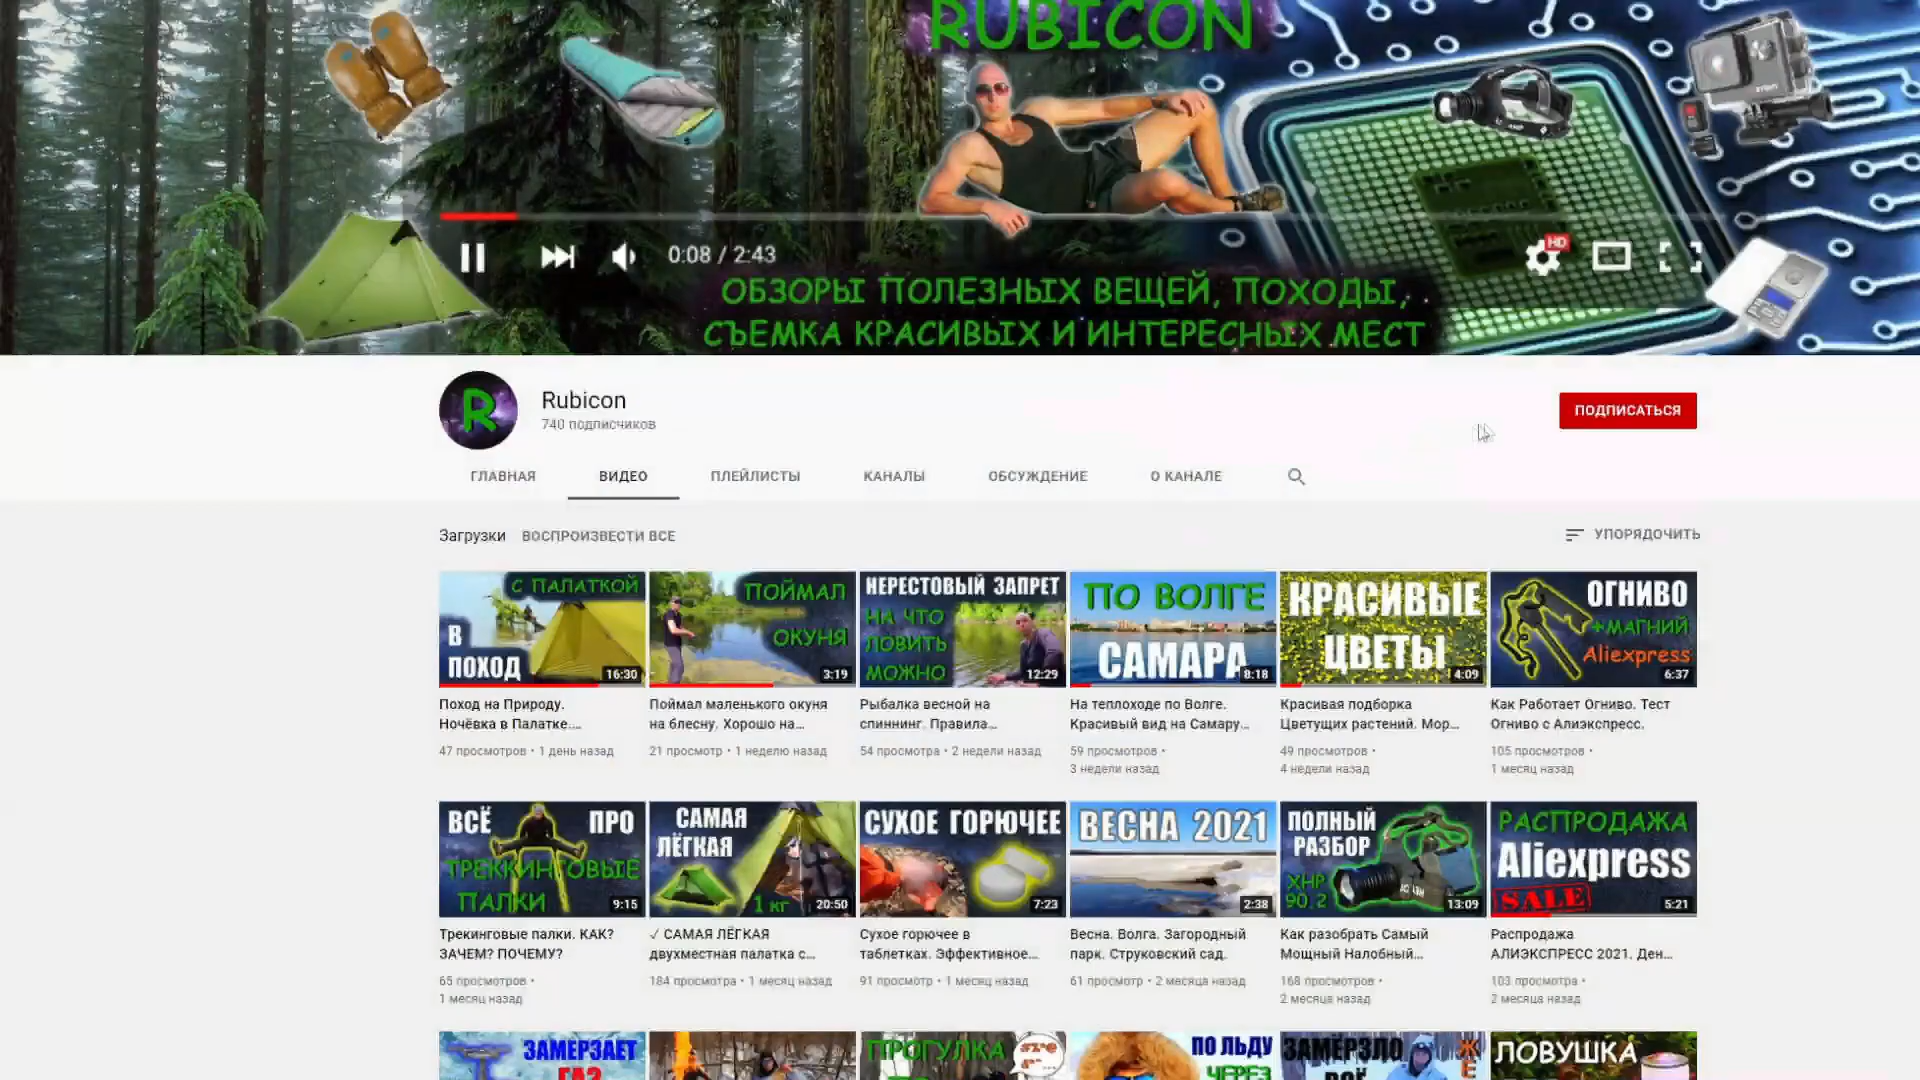 RUBICON
0:08 / 2:43
HD
ОБЗОРЫ ПОЛЕЗНЫХ ВЕЩЕЙ, ПОХОДЫ,
СЪЕМКА КРАСИВЫХ И ИНТЕРЕСНЫХ МЕСТ
R
Rubicon
740 подписчиков
ПОДПИСАТЬСЯ
ГЛАВНАЯ ВИДЕО ПЛЕЙЛИСТЫ КАНАЛЫ ОБСУЖДЕНИЕ О КАНАЛЕ
Загрузки ВОСПРОИЗВЕСТИ ВСЕ
УПОРЯДОЧИТЬ
С ПАЛАТКОЙ
В
ПОХОД
16:30
Поход на Природу.
Ночёвка в Палатке....
47 просмотров • 1 день назад
ПОЙМАЛ
ОКУНЯ
3:19
Поймал маленького окуня
на блесну. Хорошо на...
21 просмотр • 1 неделю назад
НЕРЕСТОВЫЙ ЗАПРЕТ
НА ЧТО
ЛОВИТЬ
МОЖНО
12:29
Рыбалка весной на
спиннинг. Правила...
54 просмотра • 2 недели назад
ПО ВОЛГЕ
САМАРА
8:18
На теплоходе по Волге.
Красивый вид на Самару...
59 просмотров •
3 недели назад
КРАСИВЫЕ
ЦВЕТЫ
4:09
Красивая подборка
Цветущих растений. Мор...
49 просмотров •
4 недели назад
ОГНИВО
+МАГНИЙ
Aliexpress
6:37
Как Работает Огниво. Тест
Огниво с Алиэкспресс.
105 просмотров •
1 месяц назад
ВСЁ ПРО
ТРЕККИНГОВЫЕ
ПАЛКИ
9:15
Трекинговые палки. КАК?
ЗАЧЕМ? ПОЧЕМУ?
65 просмотров •
1 месяц назад
САМАЯ
ЛЁГКАЯ
1 кг
20:50
✓ САМАЯ ЛЁГКАЯ
двухместная палатка с...
184 просмотра • 1 месяц назад
СУХОЕ ГОРЮЧЕЕ
7:23
Сухое горючее в
таблетках. Эффективное...
91 просмотр • 1 месяц назад
ВЕСНА 2021
2:38
Весна. Волга. Загородный
парк. Струковский сад.
61 просмотр • 2 месяца назад
ПОЛНЫЙ
РАЗБОР
XHP
90.2
13:09
Как разобрать Самый
Мощный Налобный...
168 просмотров •
2 месяца назад
РАСПРОДАЖА
Aliexpress
SALE
5:21
Распродажа
АЛИЭКСПРЕСС 2021. Ден...
103 просмотра •
2 месяца назад
ЗАМЕРЗАЕТ
ГАЗ
ПРОГУЛКА
ПО ЛЬДУ
ЧЕРЕЗ
ЗАМЁРЗЛО
ВСЁ
ЛОВУШКА